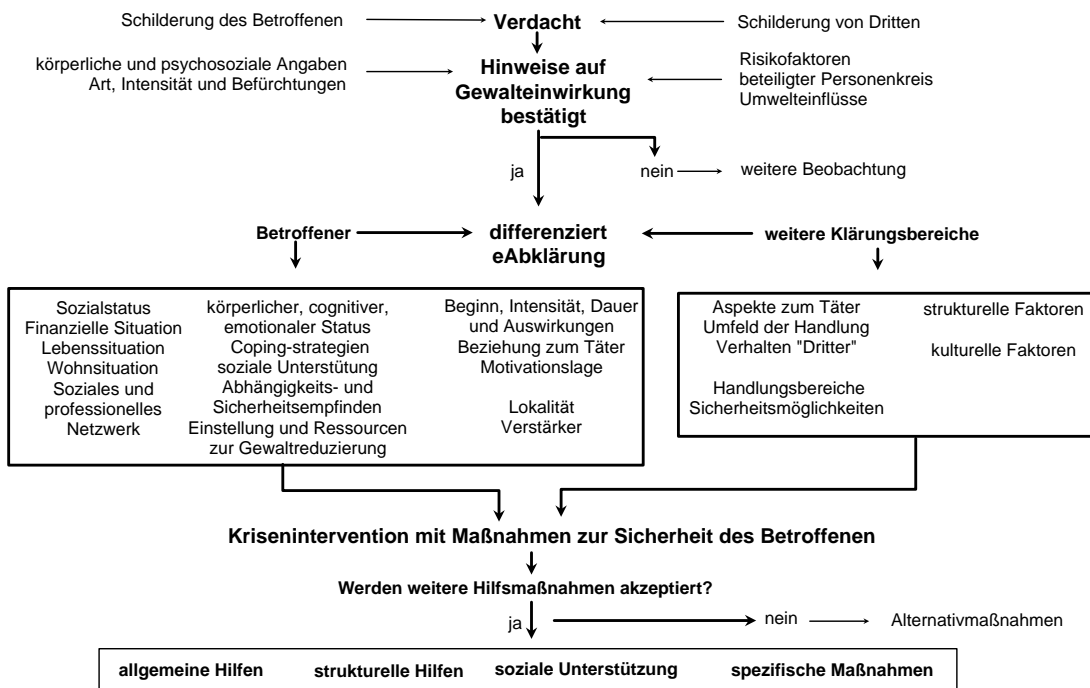 Schilderung des Betroffenen
Verdacht
Schilderung von Dritten
körperliche und psychosoziale Angaben
Art, Intensität und Befürchtungen
Hinweise auf
Gewalteinwirkung
bestätigt
Risikofaktoren
beteiligter Personenkreis
Umwelteinflüsse
ja
nein
weitere Beobachtung
Betroffener
differenziert
eAbklärung
weitere Klärungsbereiche
Sozialstatus
Finanzielle Situation
Lebenssituation
Wohnsituation
Soziales und
professionelles
Netzwerk
körperlicher, cognitiver,
emotionaler Status
Coping-strategien
soziale Unterstütung
Abhängigkeits- und
Sicherheitsempfinden
Einstellung und Ressourcen
zur Gewaltreduzierung
Beginn, Intensität, Dauer
und Auswirkungen
Beziehung zum Täter
Motivationslage
Lokalität
Verstärker
Aspekte zum Täter
Umfeld der Handlung
Verhalten "Dritter"
Handlungsbereiche
Sicherheitsmöglichkeiten
strukturelle Faktoren
kulturelle Faktoren
Krisenintervention mit Maßnahmen zur Sicherheit des Betroffenen
Werden weitere Hilfsmaßnahmen akzeptiert?
ja
nein
Alternativmaßnahmen
allgemeine Hilfen
strukturelle Hilfen
soziale Unterstützung
spezifische Maßnahmen